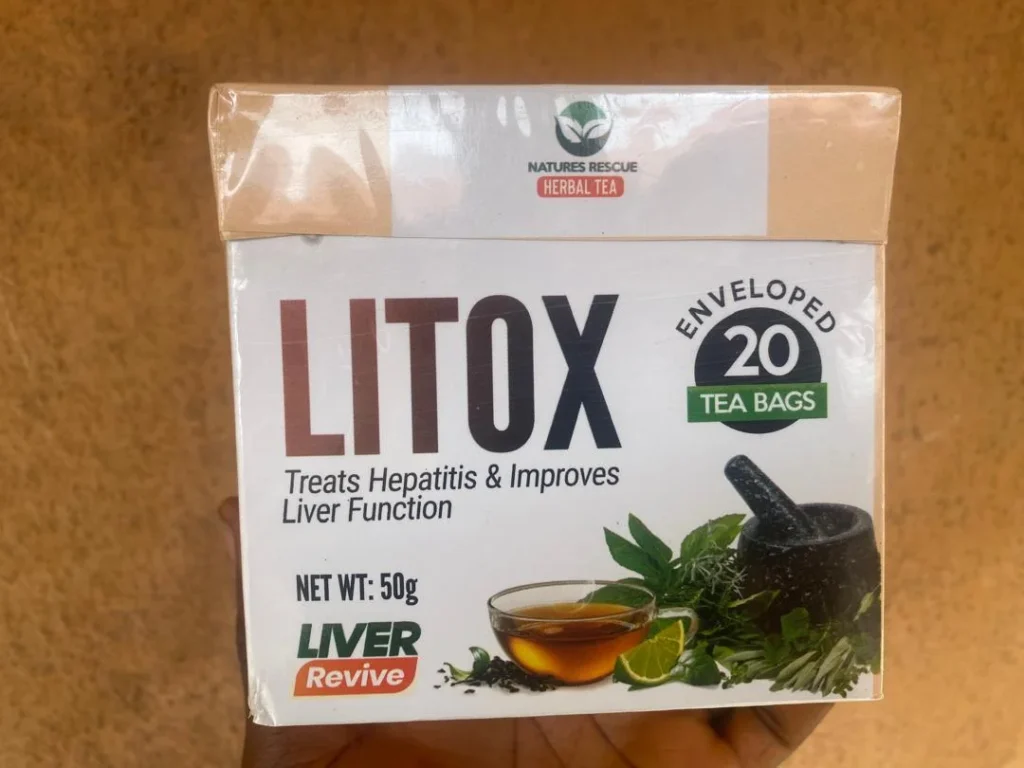 NATURES RESCUE
HERBAL TEA
LITOX
ENVELOPED
20
TEA BAGS
Treats Hepatitis & Improves
Liver Function
NET WT: 50g
LIVER
Revive